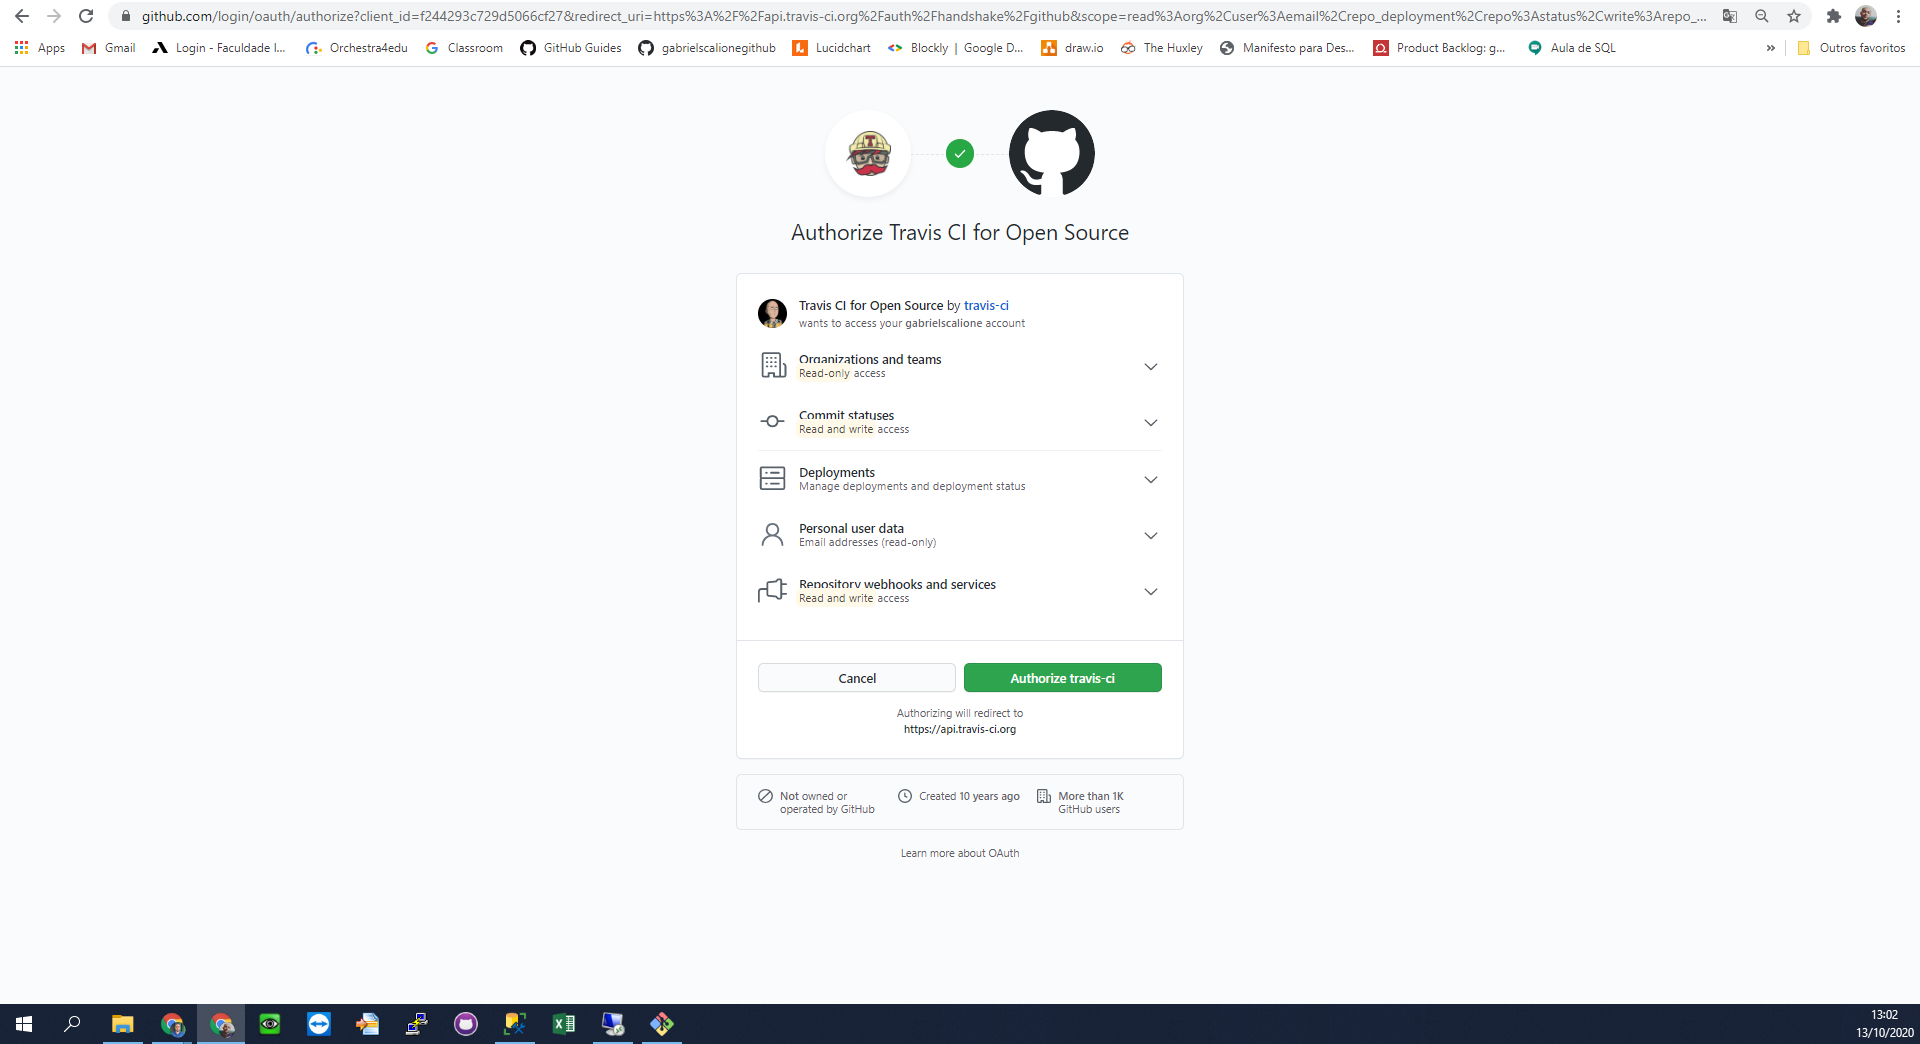 github.com/login/oauth/authorize?client_id=f244293c729d5066cf27&redirect_uri=https%3A%2F%2Fapi.travis-ci.org%2Fauth%2Fhandshake%2Fgithub&scope=read%3Aorg%2Cuser%3Aemail%2Crepo_deployment%2Crepo%3Astatus%2Cwrite%3Arepo_...
Apps Gmail Login - Faculdade I... Orchestra4edu Classroom GitHub Guides gabrielscalionegithub Lucidchart Blockly | Google D... draw.io The Huxley Manifesto para Des... Product Backlog: g... Aula de SQL » Outros favoritos
Authorize Travis CI for Open Source
Travis CI for Open Source by travis-ci
wants to access your gabrielscalione account
Organizations and teams
Read-only access
Commit statuses
Read and write access
Deployments
Manage deployments and deployment status
Personal user data
Email addresses (read-only)
Repository webhooks and services
Read and write access
Cancel Authorize travis-ci
Authorizing will redirect to
https://api.travis-ci.org
Not owned or
operated by GitHub
Created 10 years ago
More than 1K
GitHub users
Learn more about OAuth
13:02
13/10/2020